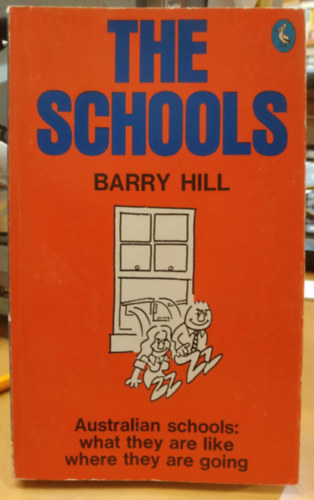 THE
SCHOOLS
BARRY HILL
Australian schools:
what they are like
where they are going